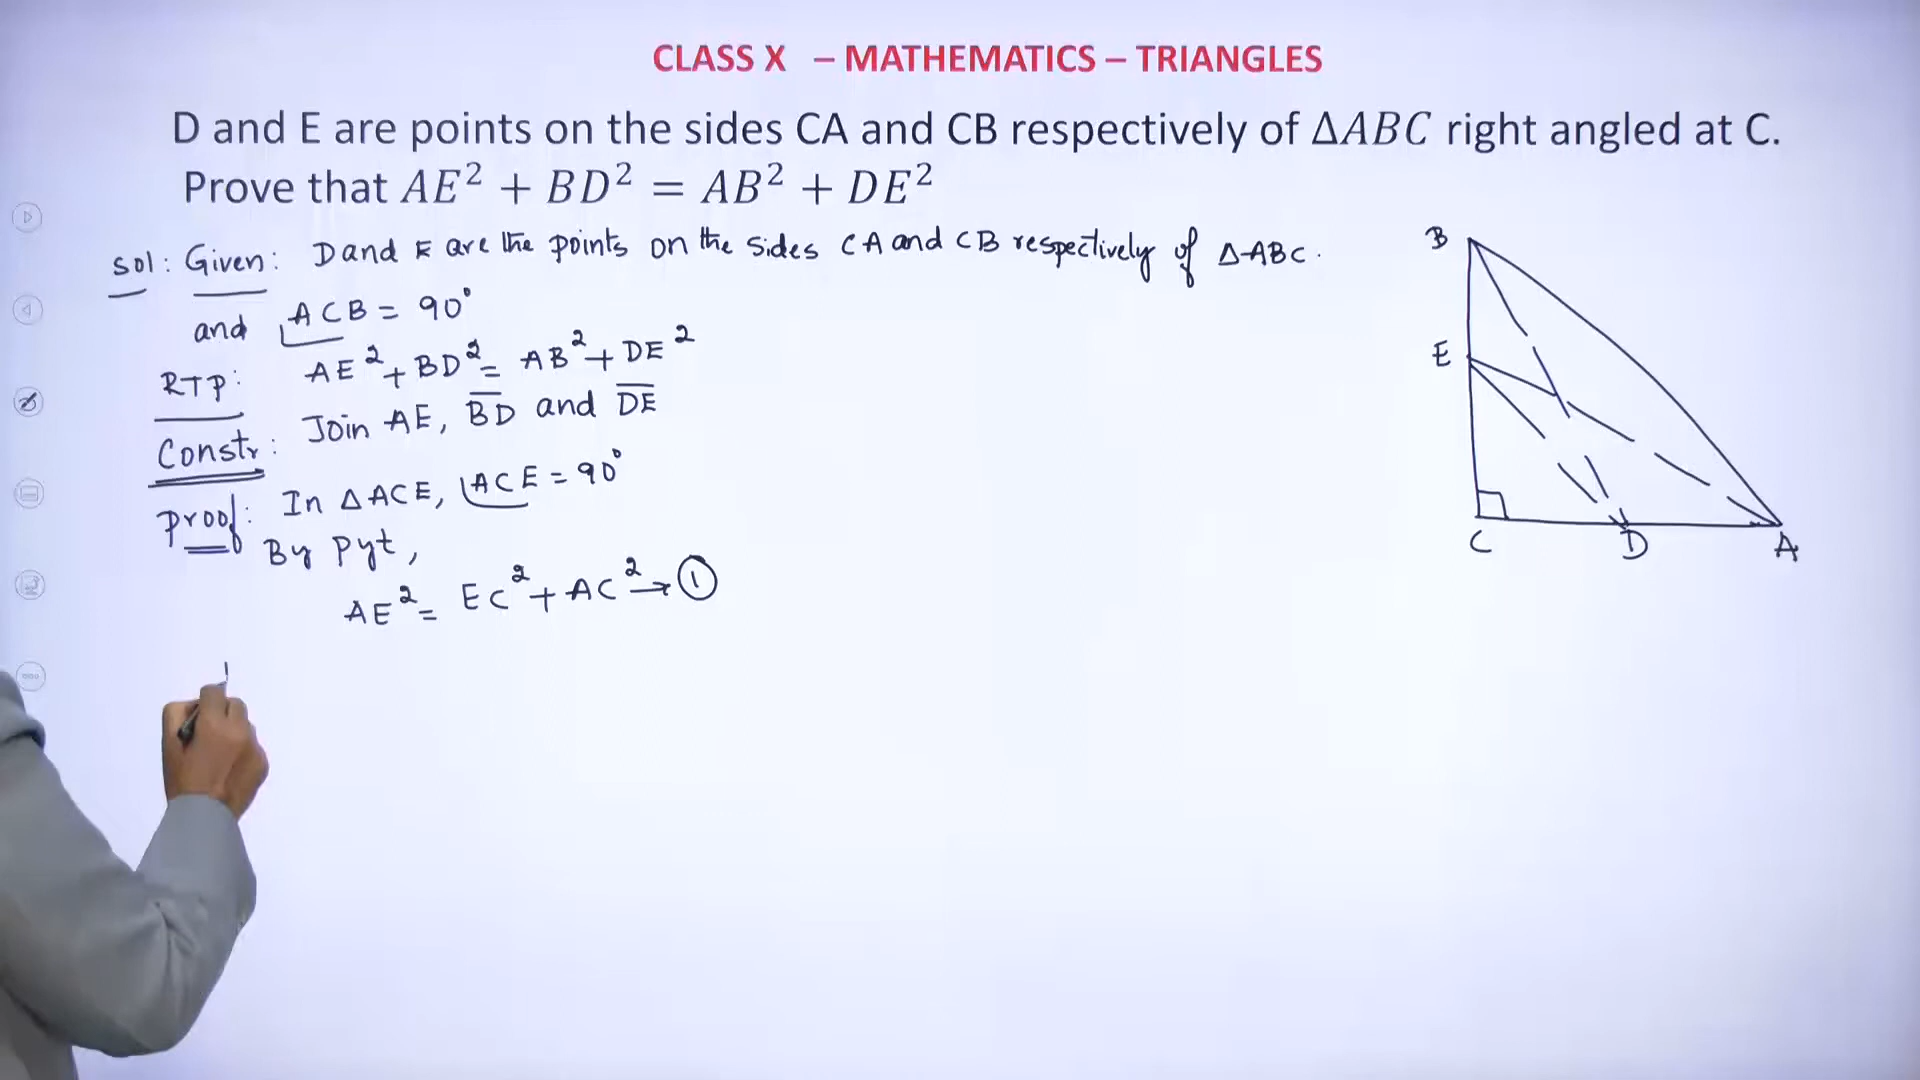 CLASS X – MATHEMATICS – TRIANGLES
D and E are points on the sides CA and CB respectively of ΔABC right angled at C.
Prove that AE² + BD² = AB² + DE²
Sol: Given: D and E are the points on the sides CA and CB respectively of ΔABC.
and ∠ACB = 90°
RTP: AE² + BD² = AB² + DE²
Constr: Join AE, B̅D̅ and D̅E̅
Proof: In ΔACE, ∠ACE = 90°
By Pyt,
AE² = EC² + AC² → ①
B
E
C
D
A